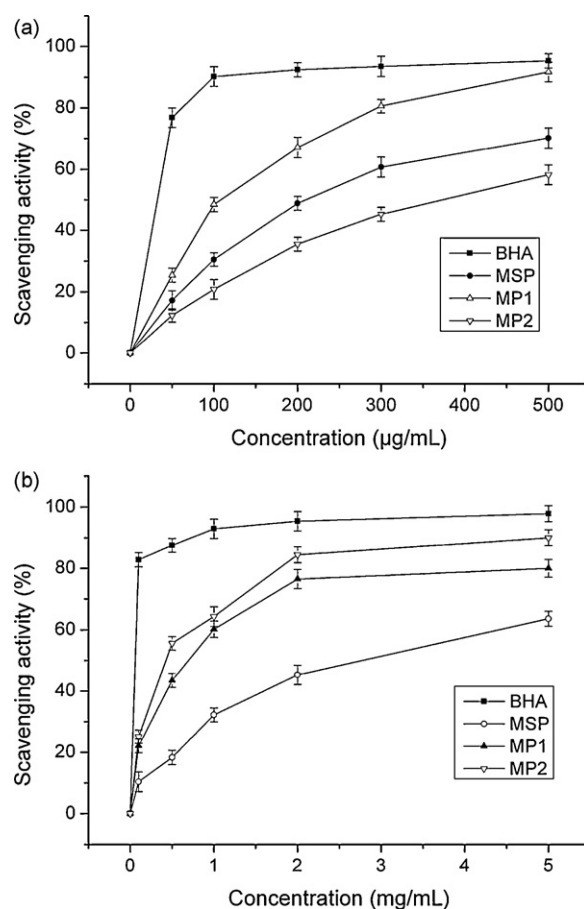 (a)
100
80
60
40
20
0
Scavenging activity (%)
BHA
MSP
MP1
MP2
0 100 200 300 400 500
Concentration (µg/mL)
(b)
100
80
60
40
20
0
Scavenging activity (%)
BHA
MSP
MP1
MP2
0 1 2 3 4 5
Concentration (mg/mL)